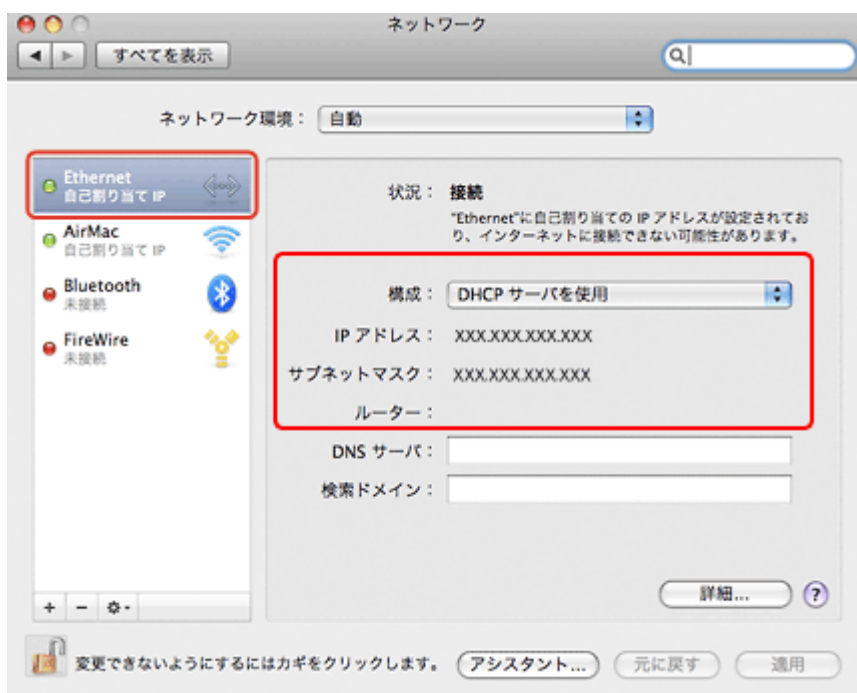 ネットワーク
すべてを表示
ネットワーク環境： 自動
Ethernet
自己割り当て IP
AirMac
自己割り当て IP
Bluetooth
未接続
FireWire
未接続
状況： 接続
"Ethernet"に自己割り当ての IP アドレスが設定されてお
り、インターネットに接続できない可能性があります。
構成： DHCP サーバを使用
IP アドレス： XXX.XXX.XXX.XXX
サブネットマスク： XXX.XXX.XXX.XXX
ルーター：
DNS サーバ：
検索ドメイン：
詳細... ?
変更できないようにするにはカギをクリックします。 アシスタント... 元に戻す 適用